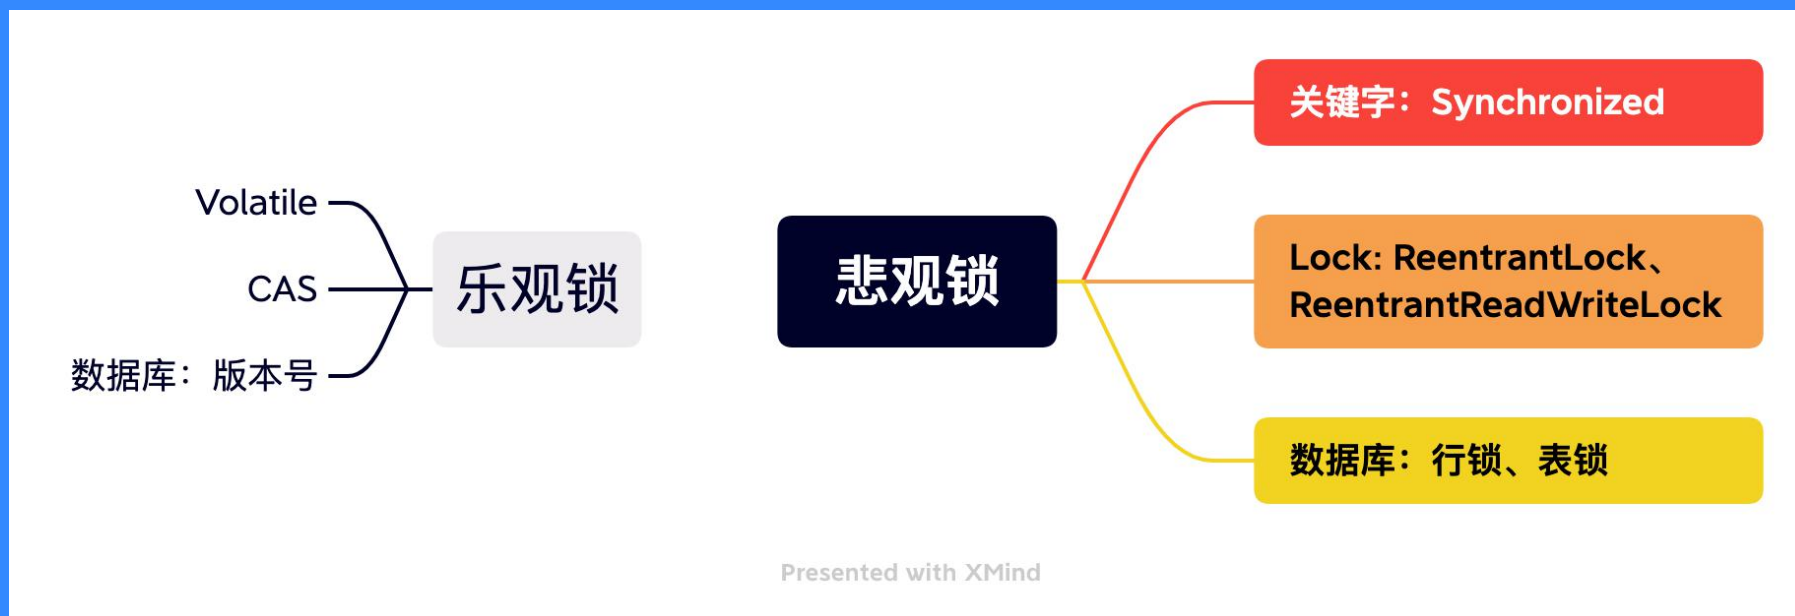 Volatile
CAS
数据库：版本号
乐观锁
悲观锁
关键字：Synchronized
Lock: ReentrantLock、
ReentrantReadWriteLock
数据库：行锁、表锁
Presented with XMind